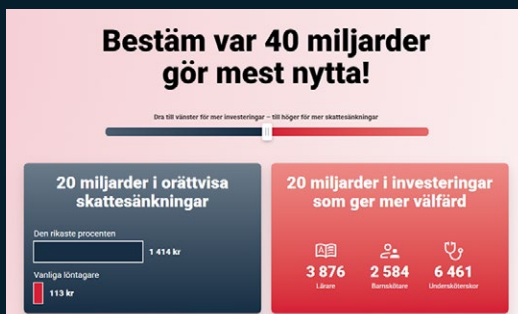 Bestäm var 40 miljarder
gör mest nytta!
Dra till vänster för mer investeringar – till höger för mer skattesänkningar
20 miljarder i orättvisa
skattesänkningar
Den rikaste procenten
1 414 kr
Vanliga löntagare
113 kr
20 miljarder i investeringar
som ger mer välfärd
3 876
2 584
6 461
Lärare
Barnskötare
Undersköterskor